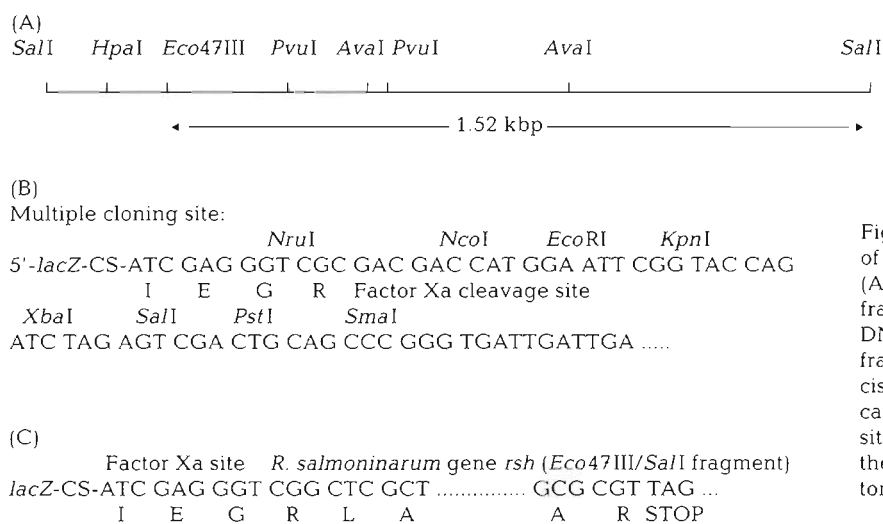 (A)
SalI HpaI Eco47III PvuI AvaI PvuI AvaI SalI
1.52 kbp
(B)
Multiple cloning site:
NruI NcoI EcoRI KpnI
5'-lacZ-CS-ATC GAG GGT CGC GAC GAC CAT GGA ATT CGG TAC CAG
I E G R Factor Xa cleavage site
XbaI SalI PstI SmaI
ATC TAG AGT CGA CTG CAG CCC GGG TGATTGATTGA .....
(C)
Factor Xa site R. salmoninarum gene rsh (Eco47III/SalI fragment)
lacZ-CS-ATC GAG GGT CGG CTC GCT ............... GCG CGT TAG ...
I E G R L A A R STOP
Fig
of
(A
fra
DN
fra
cis
ca
sit
the
tor